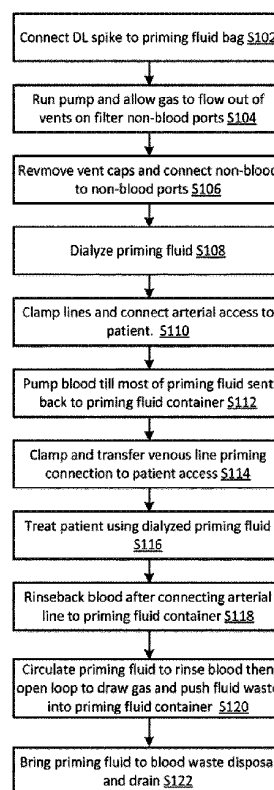 Connect DL spike to priming fluid bag S102
Run pump and allow gas to flow out of
vents on filter non-blood ports S104
Revmove vent caps and connect non-blood
to non-blood ports S106
Dialyze priming fluid S108
Clamp lines and connect arterial access to
patient. S110
Pump blood till most of priming fluid sent
back to priming fluid container S112
Clamp and transfer venous line priming
connection to patient access S114
Treat patient using dialyzed priming fluid
S116
Rinseback blood after connecting arterial
line to priming fluid container S118
Circulate priming fluid to rinse blood then
open loop to draw gas and push fluid waste
into priming fluid container S120
Bring priming fluid to blood waste disposa
and drain S122